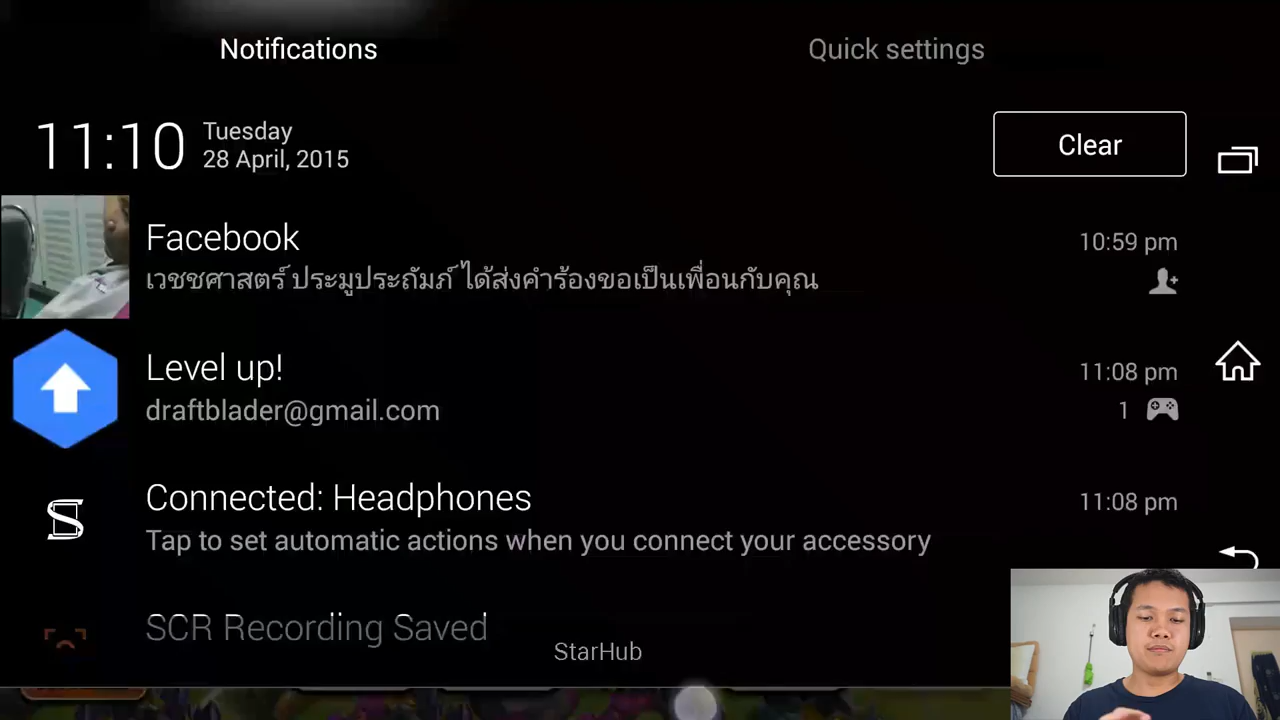 Notifications
Quick settings
11:10
Tuesday
28 April, 2015
Clear
Facebook
10:59 pm
เวชชศาสตร์ ประมูประถัมภ์ ได้ส่งคำร้องขอเป็นเพื่อนกับคุณ
Level up!
11:08 pm
draftblader@gmail.com
1
Connected: Headphones
11:08 pm
Tap to set automatic actions when you connect your accessory
SCR Recording Saved
StarHub